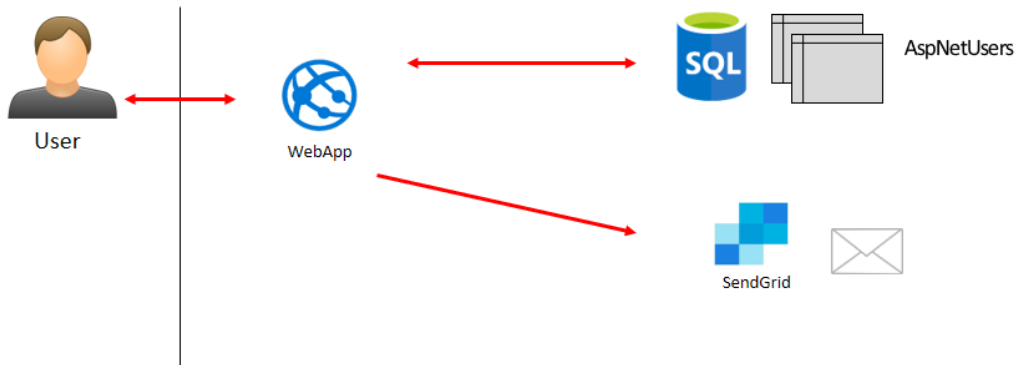 User
WebApp
SQL
AspNetUsers
SendGrid